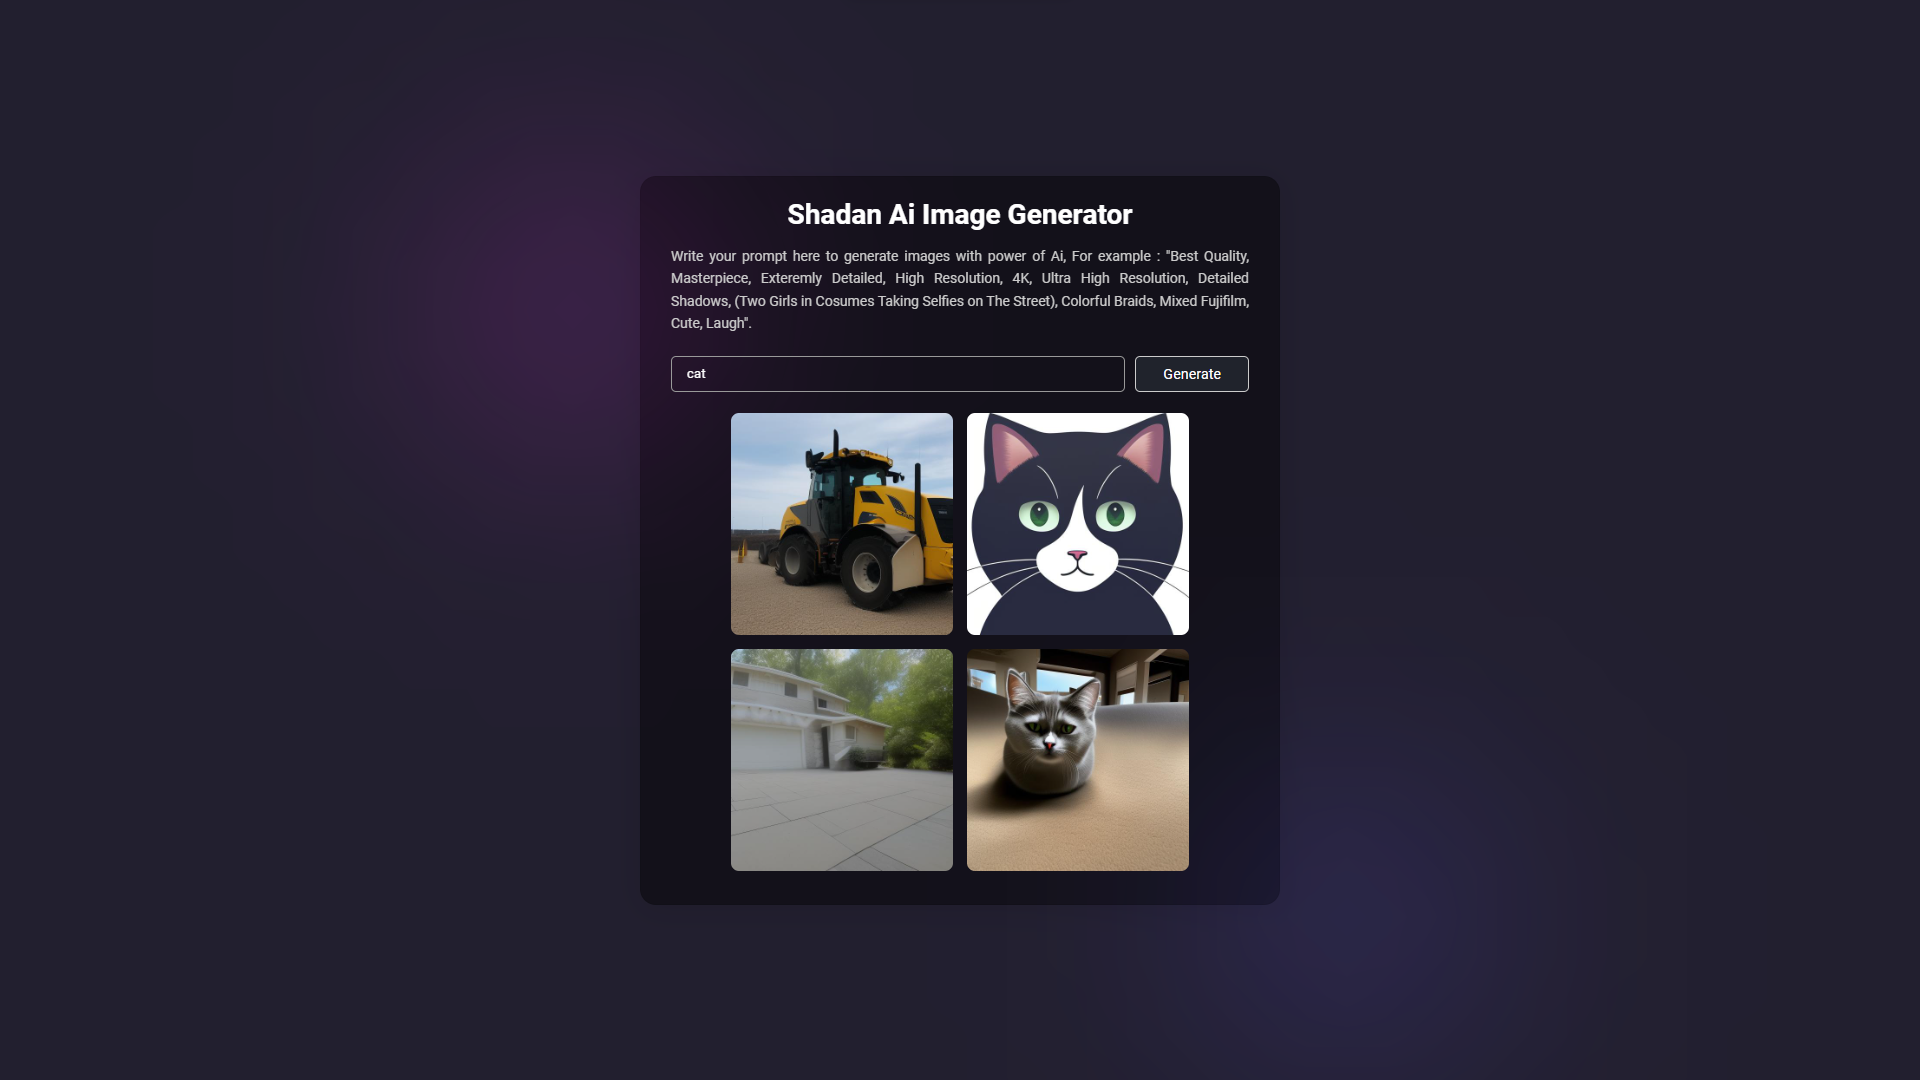 Shadan Ai Image Generator
Write your prompt here to generate images with power of Ai, For example : "Best Quality,
Masterpiece, Exteremly Detailed, High Resolution, 4K, Ultra High Resolution, Detailed
Shadows, (Two Girls in Cosumes Taking Selfies on The Street), Colorful Braids, Mixed Fujifilm,
Cute, Laugh".
cat
Generate